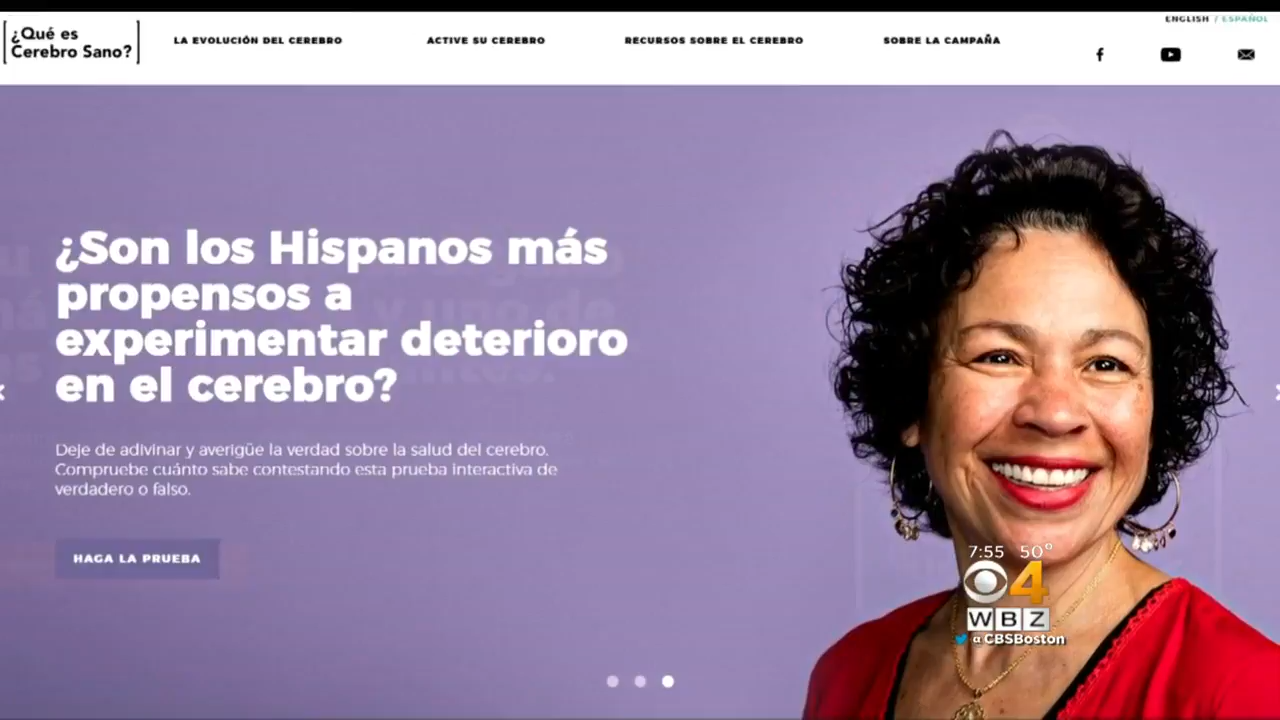 ENGLISH / ESPAÑOL
¿Qué es
Cerebro Sano?
LA EVOLUCIÓN DEL CEREBRO
ACTIVE SU CEREBRO
RECURSOS SOBRE EL CEREBRO
SOBRE LA CAMPAÑA
¿Son los Hispanos más
propensos a
experimentar deterioro
en el cerebro?
Deje de adivinar y averigüe la verdad sobre la salud del cerebro.
Compruebe cuánto sabe contestando esta prueba interactiva de
verdadero o falso.
HAGA LA PRUEBA
7:55 50°
4
WBZ
@CBSBoston